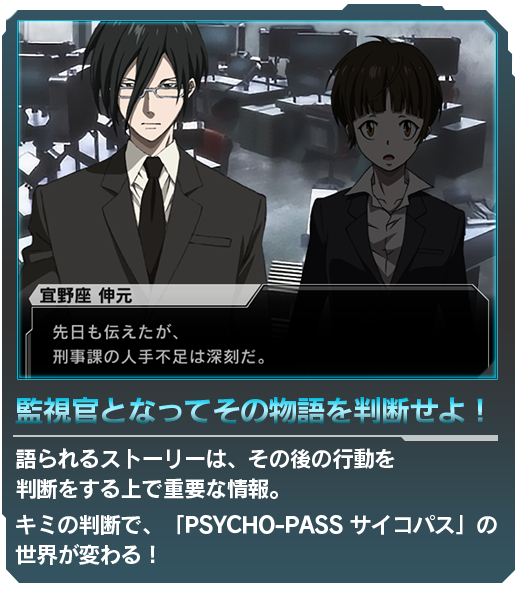 宜野座 伸元
先日も伝えたが、
刑事課の人手不足は深刻だ。
監視官となってその物語を判断せよ！
語られるストーリーは、その後の行動を
判断をする上で重要な情報。
キミの判断で、「PSYCHO-PASS サイコパス」の
世界が変わる！